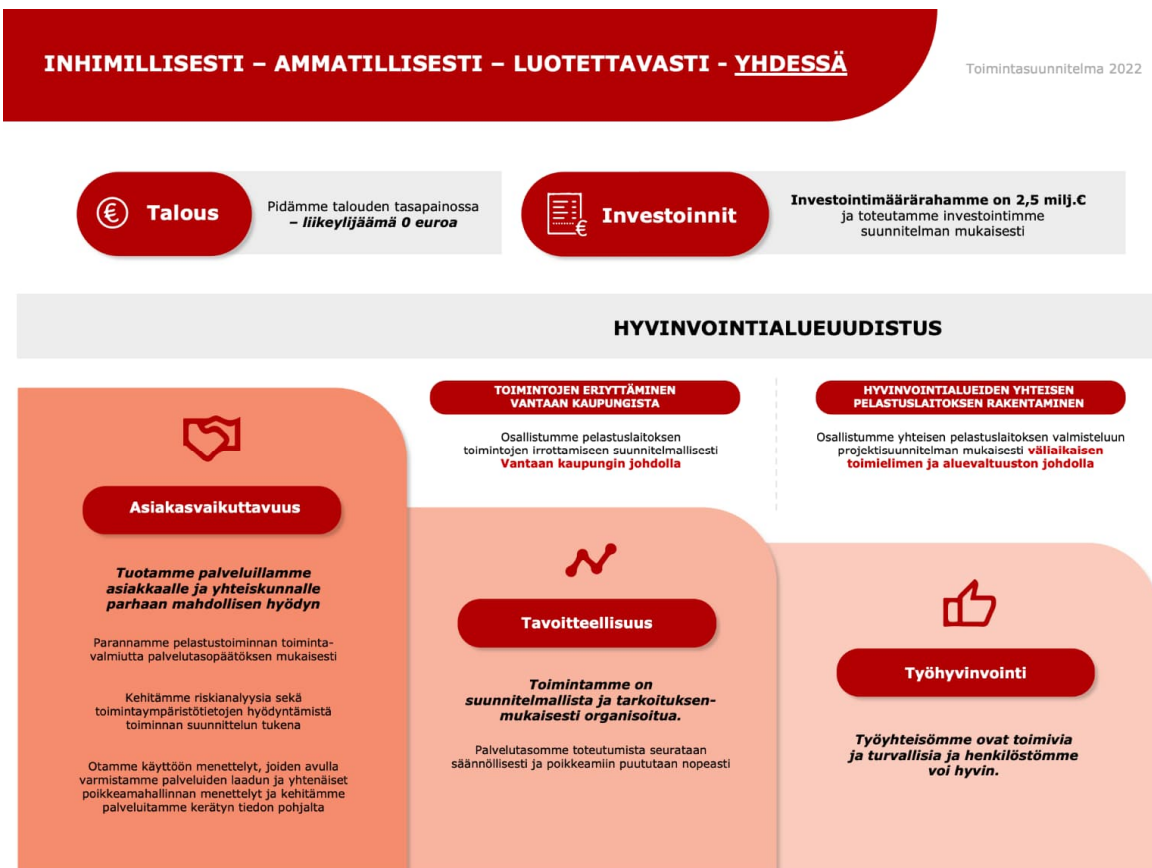 INHIMILLISESTI – AMMATILLISESTI – LUOTETTAVASTI - YHDESSÄ
Toimintasuunnitelma 2022
Talous
Pidämme talouden tasapainossa
– liikeylijäämä 0 euroa
Investoinnit
Investointimäärärahamme on 2,5 milj.€
ja toteutamme investointimme
suunnitelman mukaisesti
HYVINVOINTIALUEUUDISTUS
TOIMINTOJEN ERIYTTÄMINEN
VANTAAN KAUPUNGISTA
Osallistumme pelastuslaitoksen
toimintojen irrottamiseen suunnitelmallisesti
Vantaan kaupungin johdolla
HYVINVOINTIALUEIDEN YHTEISEN
PELASTUSLAITOKSEN RAKENTAMINEN
Osallistumme yhteisen pelastuslaitoksen valmisteluun
projektisuunnitelman mukaisesti väliaikaisen
toimielimen ja aluevaltuuston johdolla
Asiakasvaikuttavuus
Tuotamme palveluillamme
asiakkaalle ja yhteiskunnalle
parhaan mahdollisen hyödyn
Parannamme pelastustoiminnan toiminta-
valmiutta palvelutasopäätöksen mukaisesti
Kehitämme riskianalyysia sekä
toimintaympäristötietojen hyödyntämistä
toiminnan suunnittelun tukena
Otamme käyttöön menettelyt, joiden avulla
varmistamme palveluiden laadun ja yhtenäiset
poikkeamahallinnan menettelyt ja kehitämme
palveluitamme kerätyn tiedon pohjalta
Tavoitteellisuus
Toimintamme on
suunnitelmallista ja tarkoituksen-
mukaisesti organisoitua.
Palvelutasomme toteutumista seurataan
säännöllisesti ja poikkeamiin puututaan nopeasti
Työhyvinvointi
Työyhteisömme ovat toimivia
ja turvallisia ja henkilöstömme
voi hyvin.